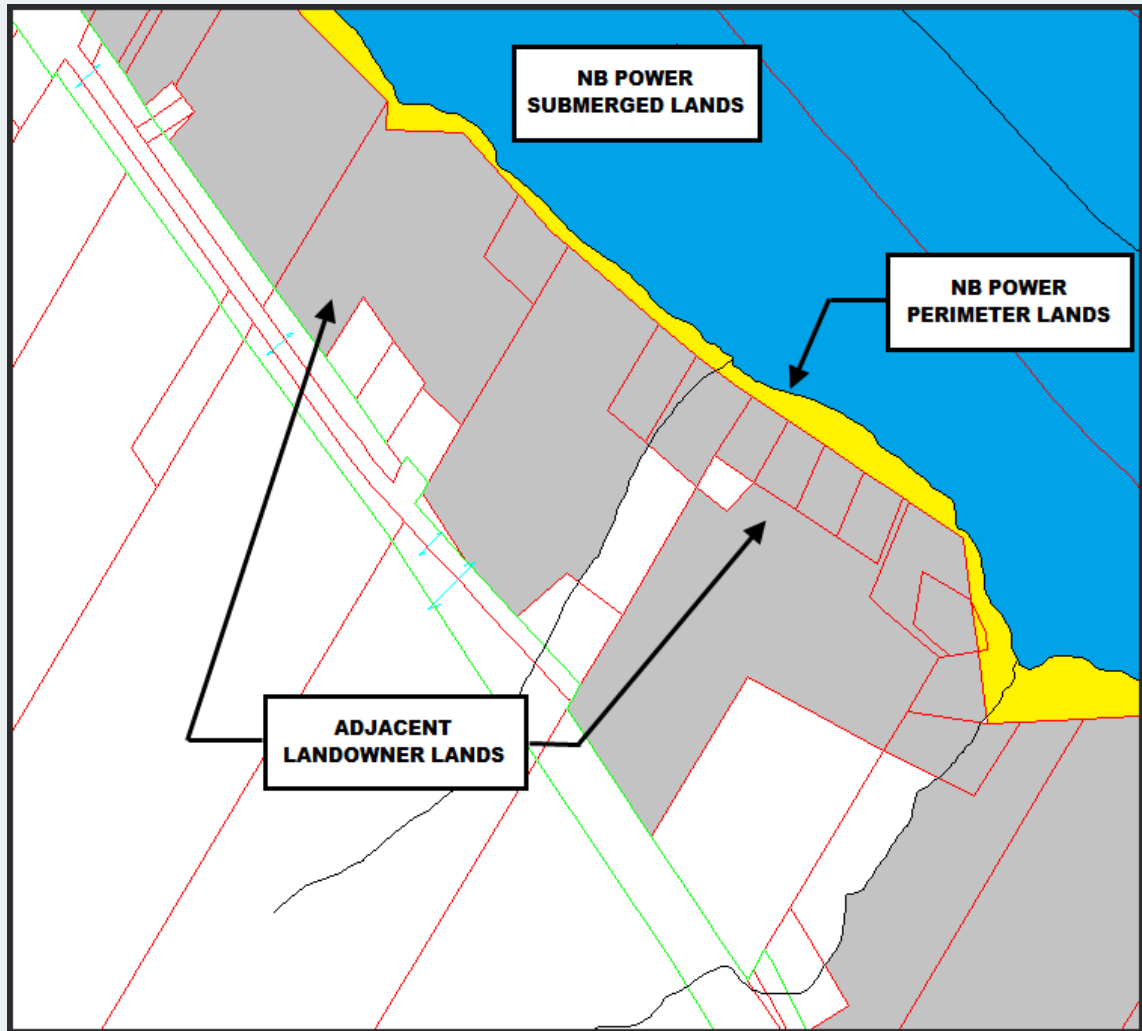 NB POWER
SUBMERGED LANDS
NB POWER
PERIMETER LANDS
ADJACENT
LANDOWNER LANDS